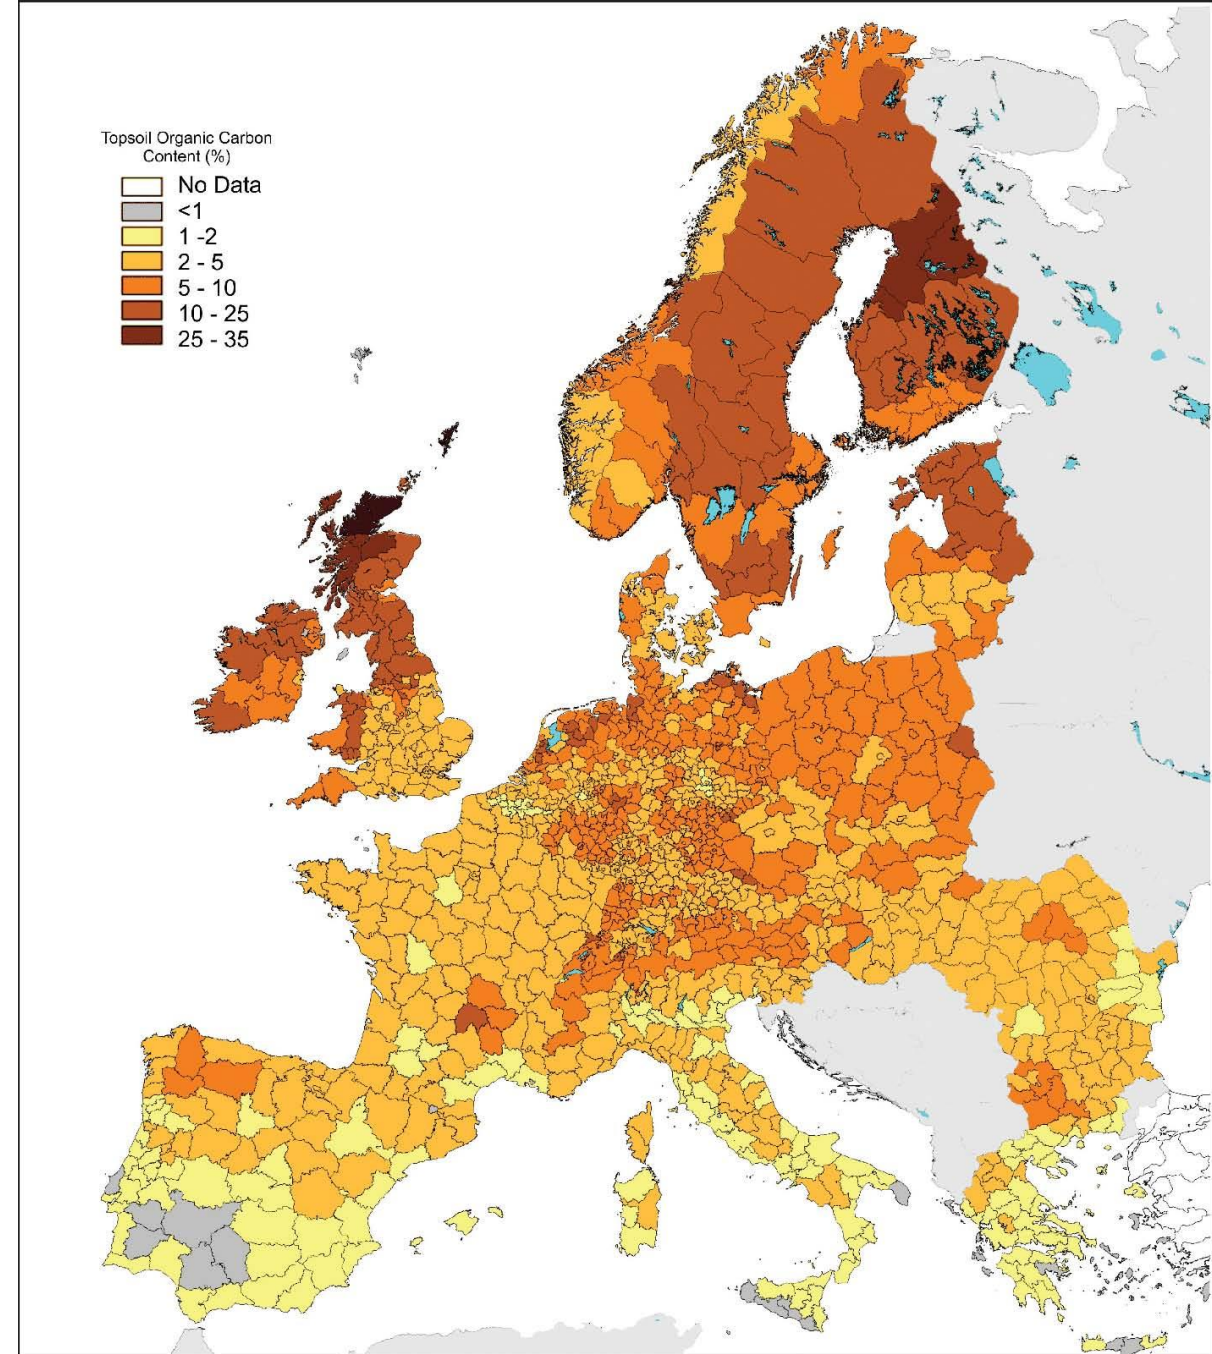 Topsoil Organic Carbon
Content (%)
No Data
<1
1 -2
2 - 5
5 - 10
10 - 25
25 - 35